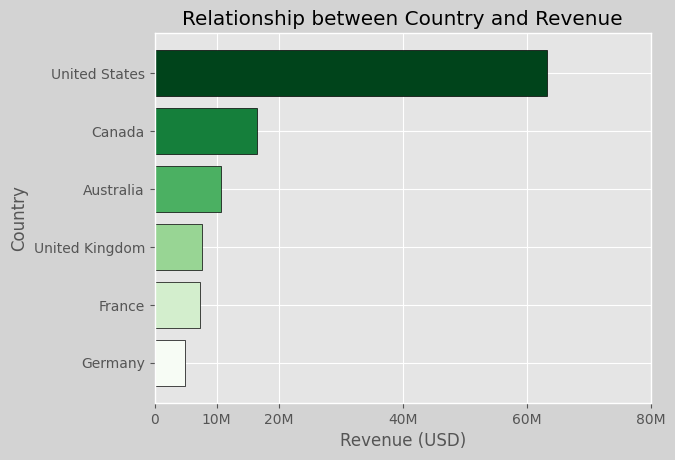 Relationship between Country and Revenue
United States
Canada
Australia
United Kingdom
France
Germany
Country
0 10M 20M 40M 60M 80M
Revenue (USD)